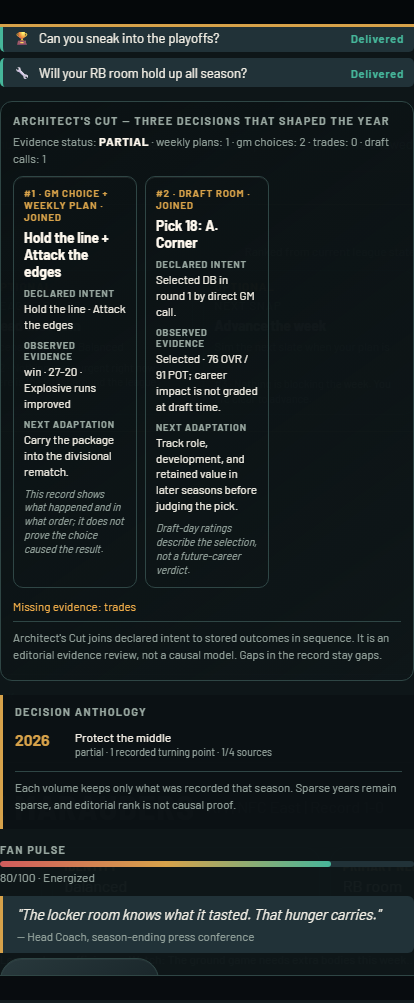 Can you sneak into the playoffs? Delivered
Will your RB room hold up all season? Delivered
ARCHITECT'S CUT — THREE DECISIONS THAT SHAPED THE YEAR
Evidence status: PARTIAL · weekly plans: 1 · gm choices: 2 · trades: 0 · draft
calls: 1
#1 · GM CHOICE +
WEEKLY PLAN ·
JOINED
Hold the line +
Attack the
edges
DECLARED INTENT
Hold the line · Attack
the edges
OBSERVED
EVIDENCE
win · 27-20 ·
Explosive runs
improved
NEXT ADAPTATION
Carry the package
into the divisional
rematch.
This record shows
what happened and in
what order; it does not
prove the choice
caused the result.
#2 · DRAFT ROOM ·
JOINED
Pick 18: A.
Corner
DECLARED INTENT
Selected DB in
round 1 by direct GM
call.
OBSERVED
EVIDENCE
Selected · 76 OVR /
91 POT; career
impact is not graded
at draft time.
NEXT ADAPTATION
Track role,
development, and
retained value in
later seasons before
judging the pick.
Draft-day ratings
describe the selection,
not a future-career
verdict.
Missing evidence: trades
Architect's Cut joins declared intent to stored outcomes in sequence. It is an
editorial evidence review, not a causal model. Gaps in the record stay gaps.
DECISION ANTHOLOGY
2026 Protect the middle
partial · 1 recorded turning point · 1/4 sources
Each volume keeps only what was recorded that season. Sparse years remain
sparse, and editorial rank is not causal proof.
FAN PULSE
80/100 · Energized
"The locker room knows what it tasted. That hunger carries."
— Head Coach, season-ending press conference